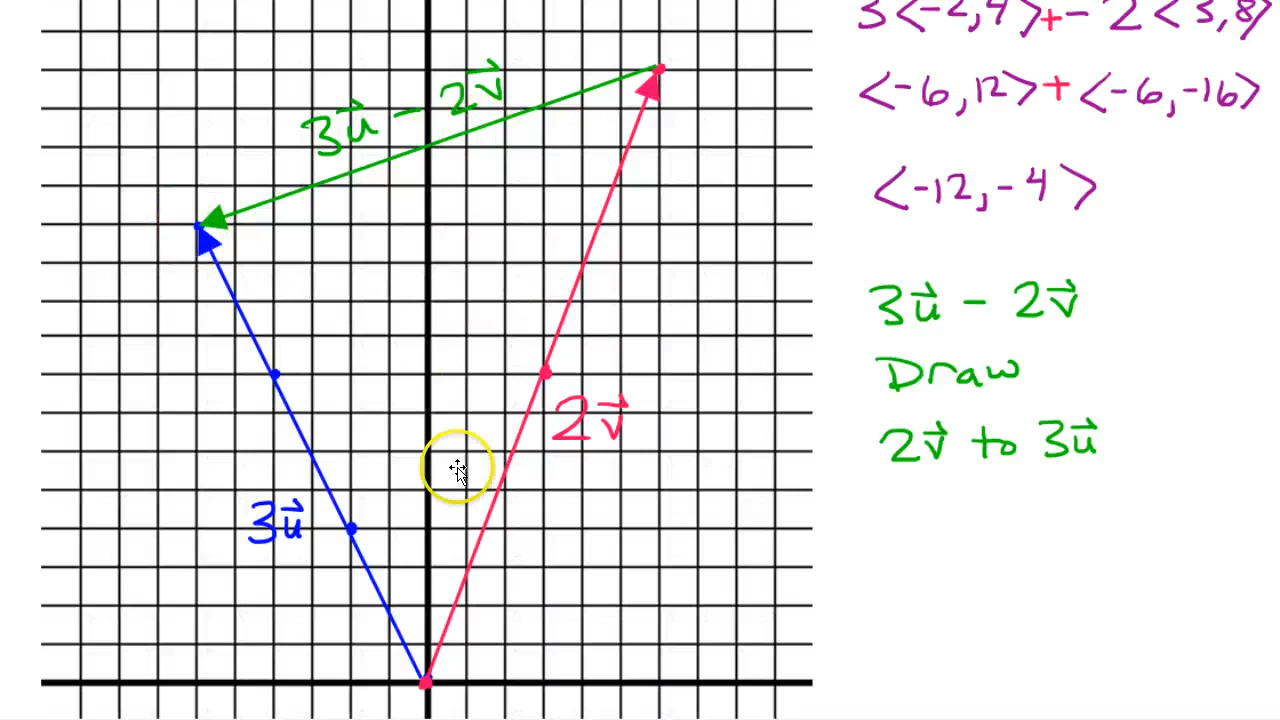 3u⃗ - 2v⃗
2v⃗
3u⃗
3<-2,4>+-2<3,8>
<-6,12>+<-6,-16>
<-12,-4>
3u⃗ - 2v⃗
Draw
2v⃗ to 3u⃗